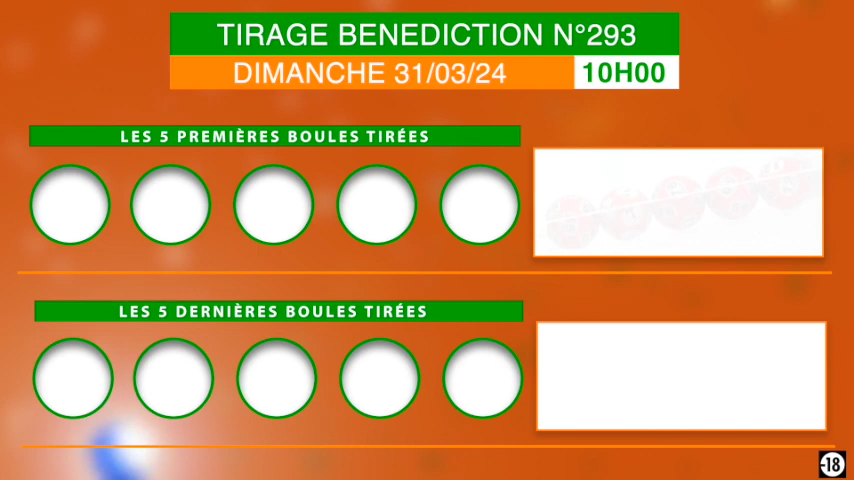 TIRAGE BENEDICTION N°293
DIMANCHE 31/03/24 10H00
LES 5 PREMIÈRES BOULES TIRÉES
LES 5 DERNIÈRES BOULES TIRÉES
-18